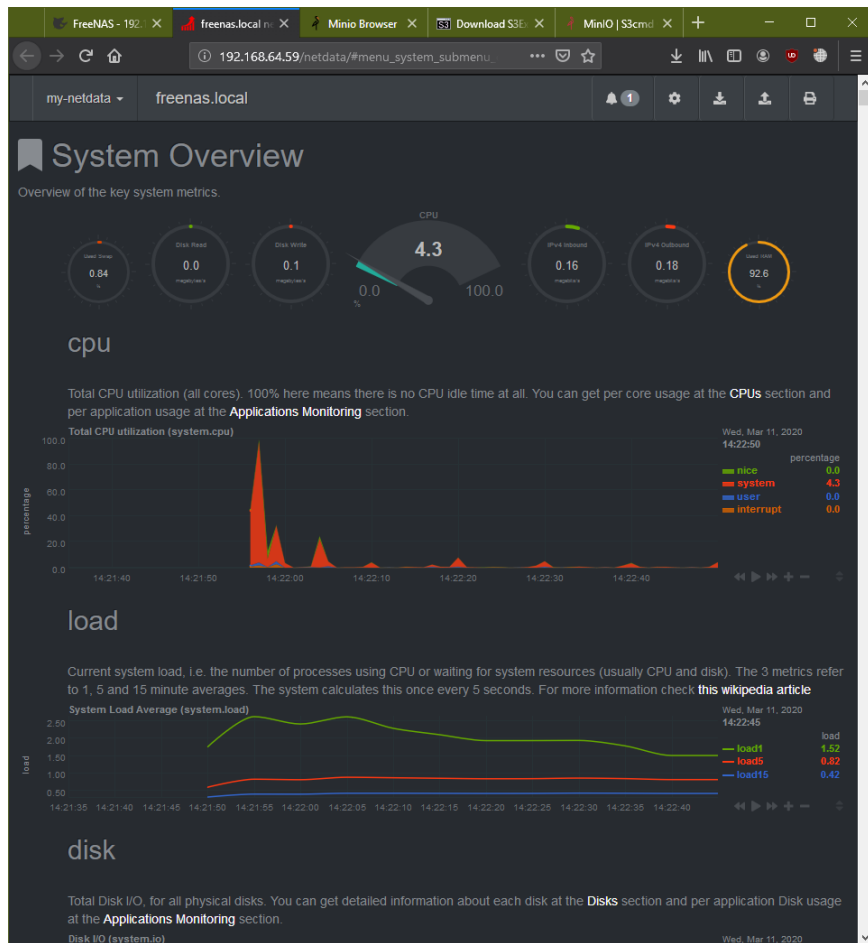 FreeNAS - 192.
freenas.local ne
Minio Browser
Download S3E
MinIO | S3cmd
192.168.64.59/netdata/#menu_system_submenu_
my-netdata
freenas.local
1
System Overview
Overview of the key system metrics.
CPU
Used Swap
0.84
%
Disk Read
0.0
megabytes/s
Disk Write
0.1
megabytes/s
4.3
0.0
100.0
%
IPv4 Inbound
0.16
megabits/s
IPv4 Outbound
0.18
megabits/s
Used RAM
92.6
%
cpu
Total CPU utilization (all cores). 100% here means there is no CPU idle time at all. You can get per core usage at the CPUs section and
per application usage at the Applications Monitoring section.
Total CPU utilization (system.cpu)
Wed, Mar 11, 2020
14:22:50
percentage
nice 0.0
system 4.3
user 0.0
interrupt 0.0
percentage
100.0
80.0
60.0
40.0
20.0
0.0
14:21:40 14:21:50 14:22:00 14:22:10 14:22:20 14:22:30 14:22:40
load
Current system load, i.e. the number of processes using CPU or waiting for system resources (usually CPU and disk). The 3 metrics refer
to 1, 5 and 15 minute averages. The system calculates this once every 5 seconds. For more information check this wikipedia article
System Load Average (system.load)
Wed, Mar 11, 2020
14:22:45
load
load1 1.52
load5 0.82
load15 0.42
load
2.50
2.00
1.50
1.00
0.50
14:21:35 14:21:40 14:21:45 14:21:50 14:21:55 14:22:00 14:22:05 14:22:10 14:22:15 14:22:20 14:22:25 14:22:30 14:22:35 14:22:40
disk
Total Disk I/O, for all physical disks. You can get detailed information about each disk at the Disks section and per application Disk usage
at the Applications Monitoring section.
Disk I/O (system.io)
Wed, Mar 11, 2020